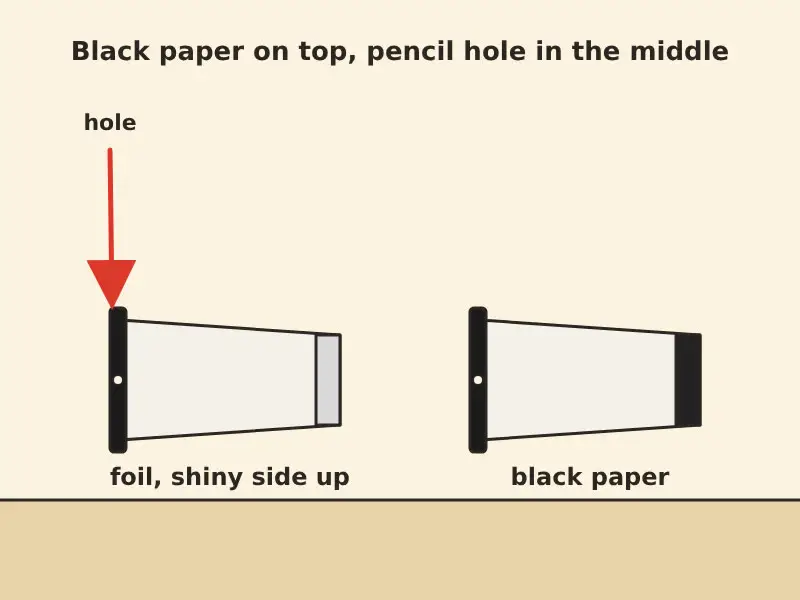 Black paper on top, pencil hole in the middle
hole
foil, shiny side up
black paper